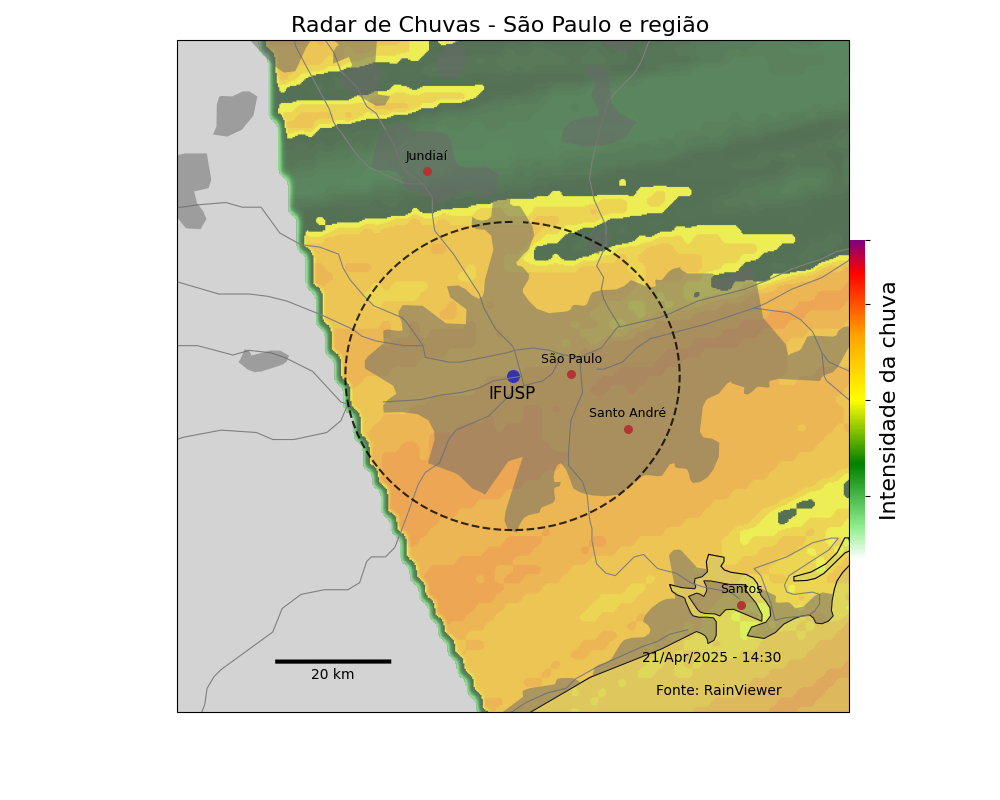 Radar de Chuvas - São Paulo e região
Jundiaí
São Paulo
IFUSP
Santo André
Intensidade da chuva
Santos
21/Apr/2025 - 14:30
20 km
Fonte: RainViewer